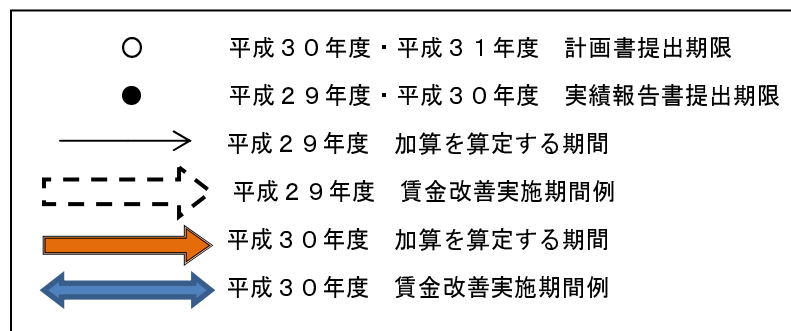 平成３０年度・平成３１年度　計画書提出期限
平成２９年度・平成３０年度　実績報告書提出期限
平成２９年度　加算を算定する期間
平成２９年度　賃金改善実施期間例
平成３０年度　加算を算定する期間
平成３０年度　賃金改善実施期間例